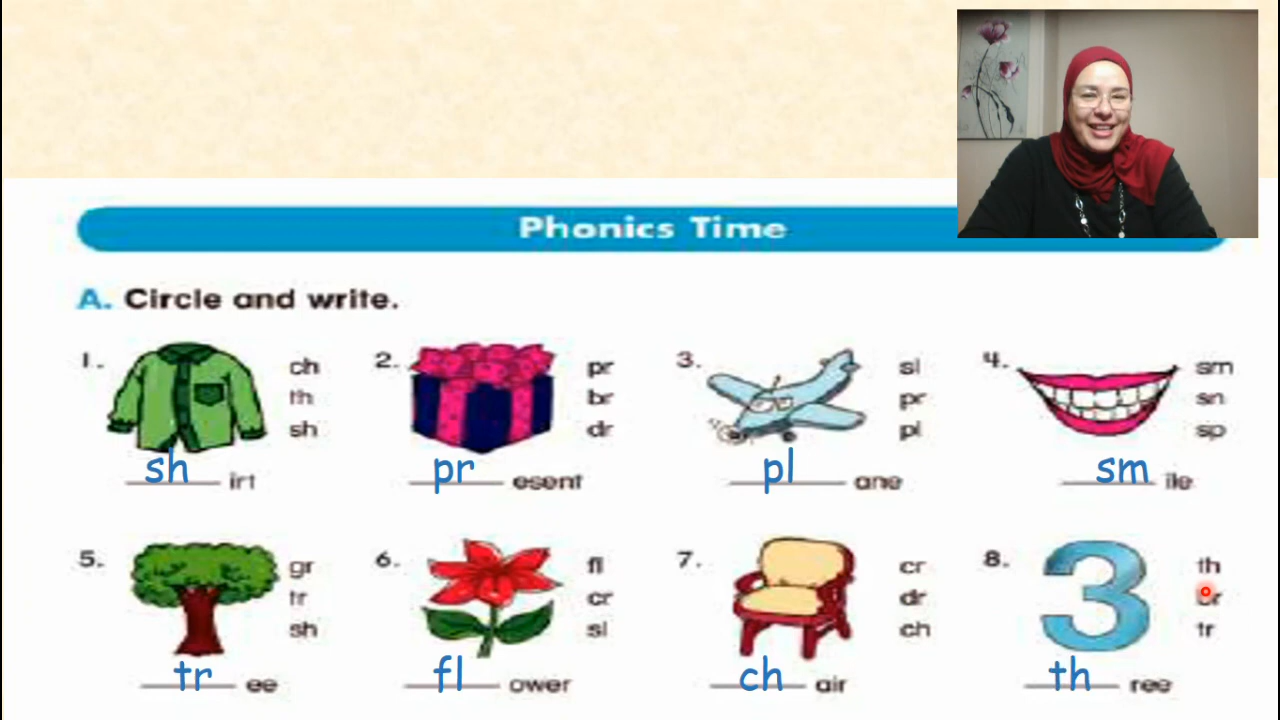 Phonics Time
A. Circle and write.
1. ch
th
sh
sh irt
2. pr
br
dr
pr esent
3. sl
pr
pl
pl ane
4. sm
sn
sp
sm ile
5. gr
tr
sh
tr ee
6. fl
cr
sl
fl ower
7. cr
dr
ch
ch air
8. th
tr
th ree